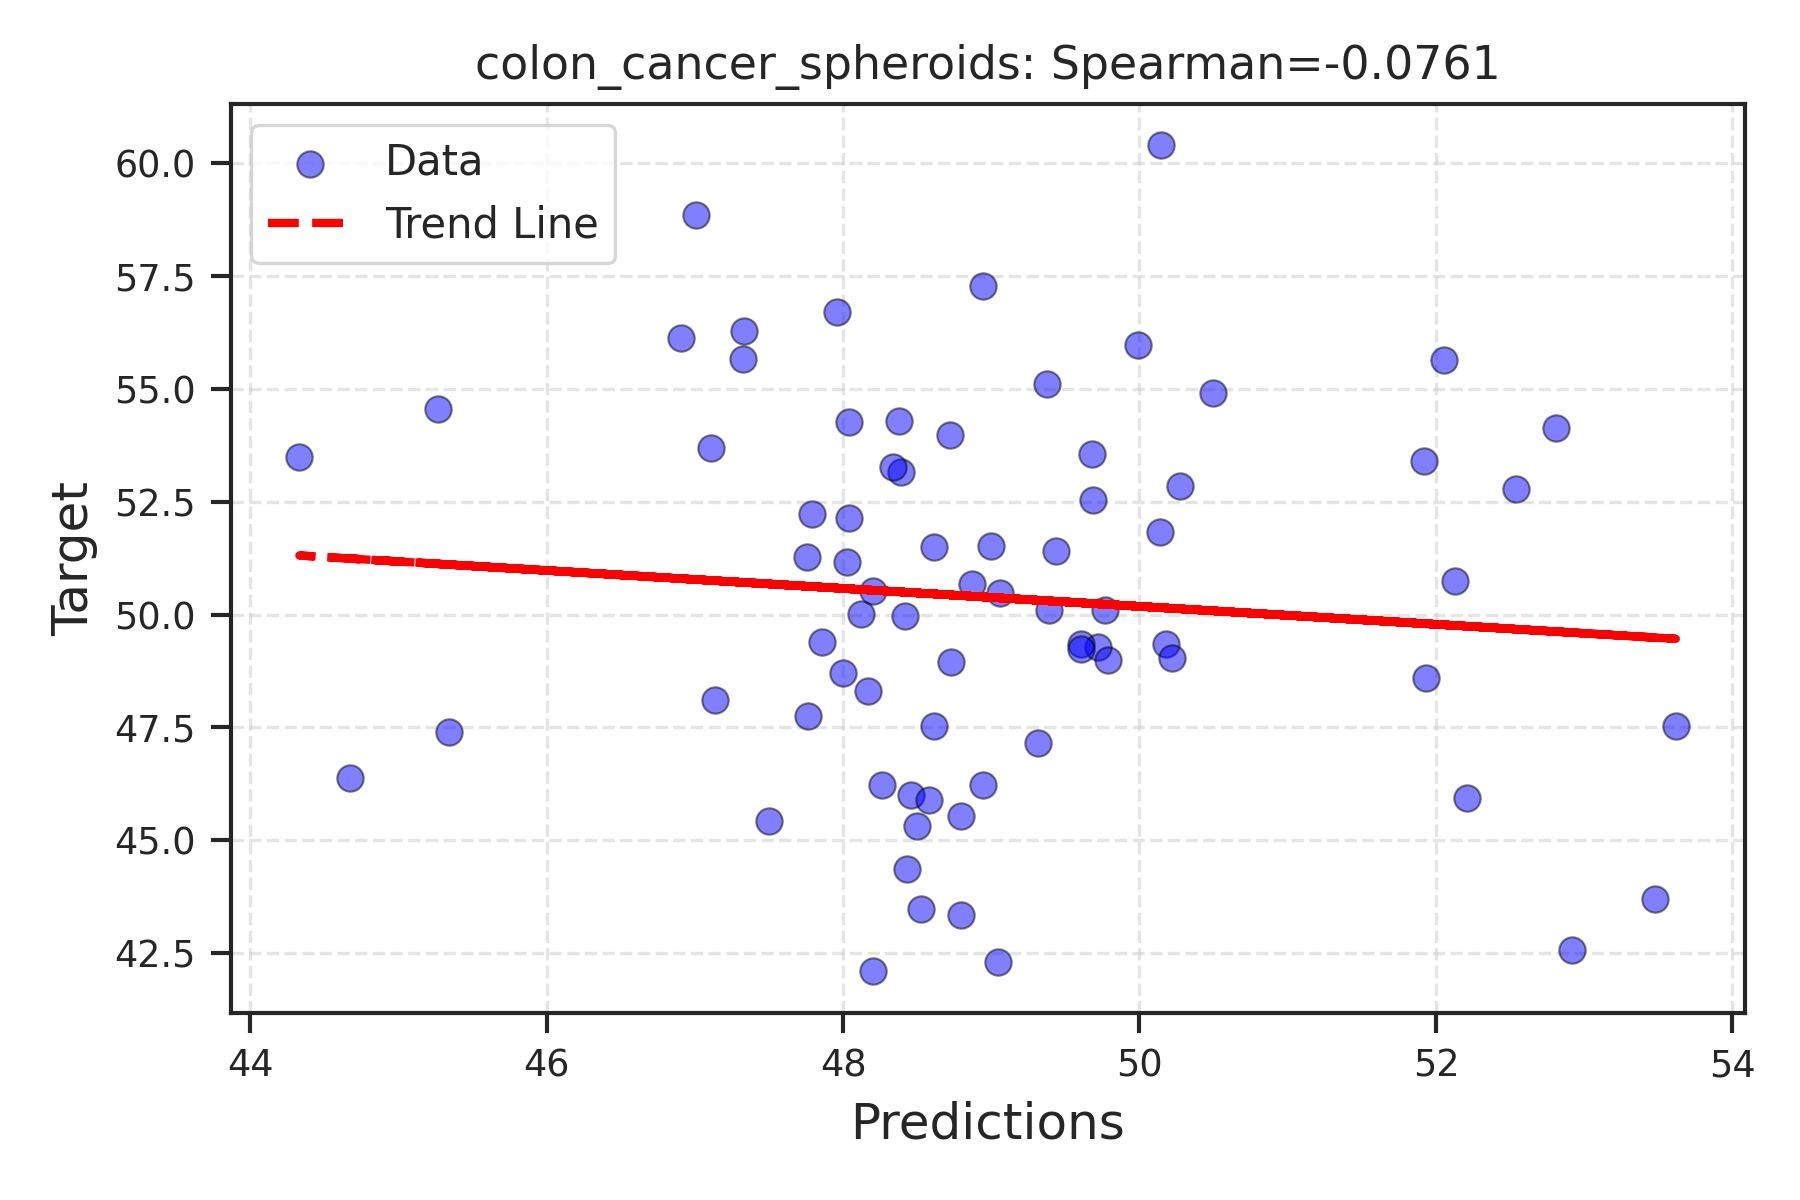 colon_cancer_spheroids: Spearman=-0.0761
Data
Trend Line
60.0
57.5
55.0
52.5
50.0
47.5
45.0
42.5
Target
44 46 48 50 52 54
Predictions